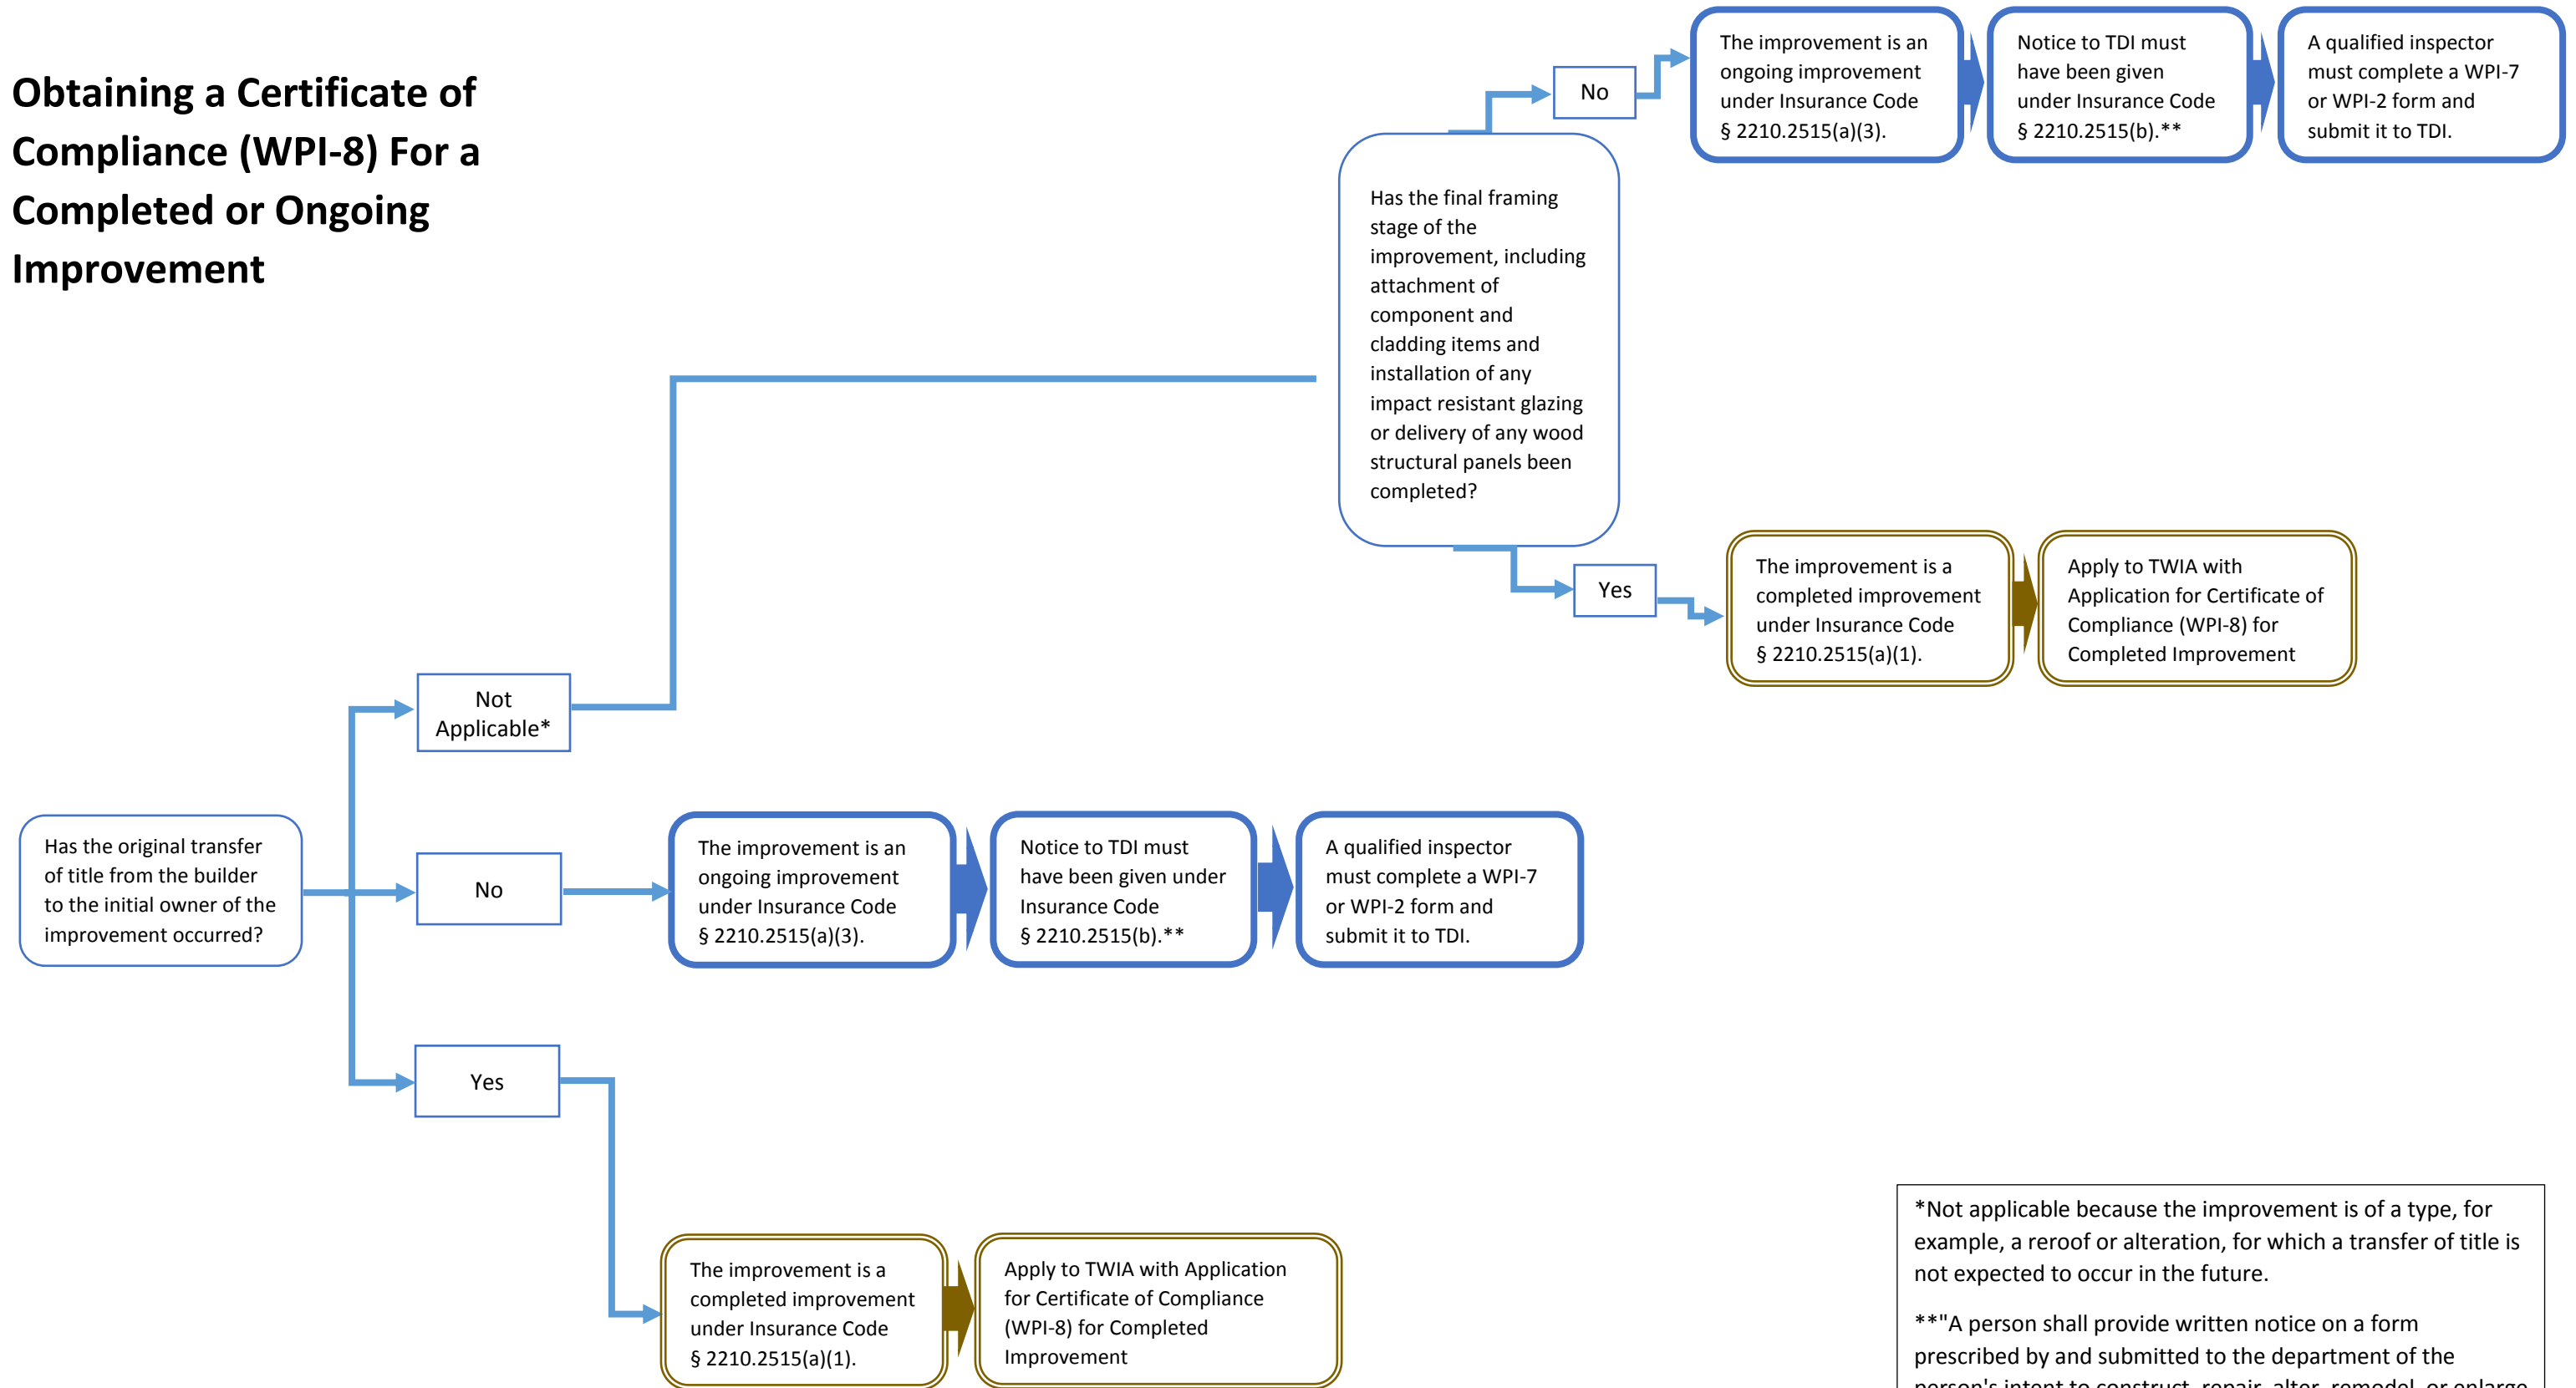 Obtaining a Certificate of
Compliance (WPI-8) For a
Completed or Ongoing
Improvement
No
The improvement is an
ongoing improvement
under Insurance Code
§ 2210.2515(a)(3).
Notice to TDI must
have been given
under Insurance Code
§ 2210.2515(b).**
A qualified inspector
must complete a WPI-7
or WPI-2 form and
submit it to TDI.
Has the final framing
stage of the
improvement, including
attachment of
component and
cladding items and
installation of any
impact resistant glazing
or delivery of any wood
structural panels been
completed?
Yes
The improvement is a
completed improvement
under Insurance Code
§ 2210.2515(a)(1).
Apply to TWIA with
Application for Certificate of
Compliance (WPI-8) for
Completed Improvement
Not
Applicable*
Has the original transfer
of title from the builder
to the initial owner of the
improvement occurred?
No
The improvement is an
ongoing improvement
under Insurance Code
§ 2210.2515(a)(3).
Notice to TDI must
have been given under
Insurance Code
§ 2210.2515(b).**
A qualified inspector
must complete a WPI-7
or WPI-2 form and
submit it to TDI.
Yes
The improvement is a
completed improvement
under Insurance Code
§ 2210.2515(a)(1).
Apply to TWIA with Application
for Certificate of Compliance
(WPI-8) for Completed
Improvement
*Not applicable because the improvement is of a type, for
example, a reroof or alteration, for which a transfer of title is
not expected to occur in the future.
**"A person shall provide written notice on a form
prescribed by and submitted to the department of the
person's intent to construct, repair, alter, remodel, or enlarge